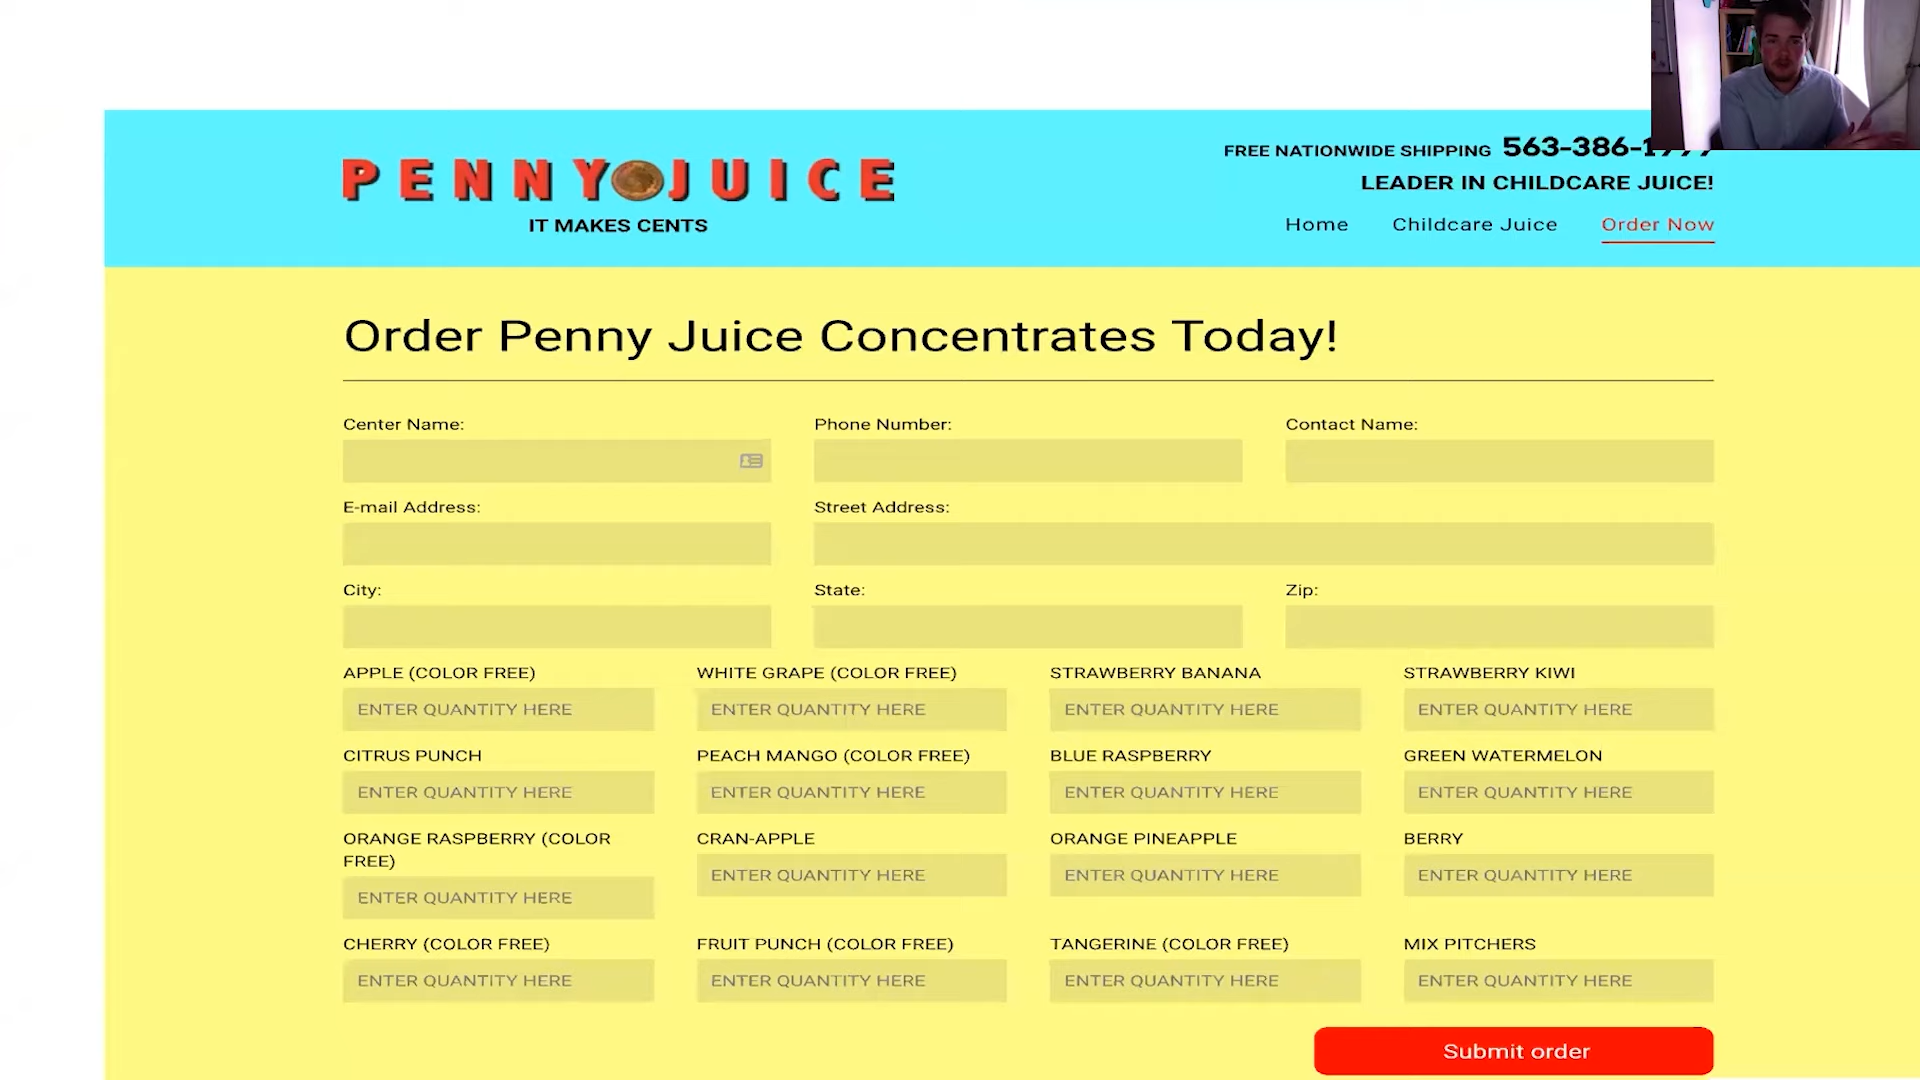 PENNY JUICE
IT MAKES CENTS
FREE NATIONWIDE SHIPPING 563-386-
LEADER IN CHILDCARE JUICE!
Home Childcare Juice Order Now
Order Penny Juice Concentrates Today!
Center Name: Phone Number: Contact Name:
E-mail Address: Street Address:
City: State: Zip:
APPLE (COLOR FREE) WHITE GRAPE (COLOR FREE) STRAWBERRY BANANA STRAWBERRY KIWI
ENTER QUANTITY HERE ENTER QUANTITY HERE ENTER QUANTITY HERE ENTER QUANTITY HERE
CITRUS PUNCH PEACH MANGO (COLOR FREE) BLUE RASPBERRY GREEN WATERMELON
ENTER QUANTITY HERE ENTER QUANTITY HERE ENTER QUANTITY HERE ENTER QUANTITY HERE
ORANGE RASPBERRY (COLOR FREE) CRAN-APPLE ORANGE PINEAPPLE BERRY
ENTER QUANTITY HERE ENTER QUANTITY HERE ENTER QUANTITY HERE ENTER QUANTITY HERE
CHERRY (COLOR FREE) FRUIT PUNCH (COLOR FREE) TANGERINE (COLOR FREE) MIX PITCHERS
ENTER QUANTITY HERE ENTER QUANTITY HERE ENTER QUANTITY HERE ENTER QUANTITY HERE
Submit order